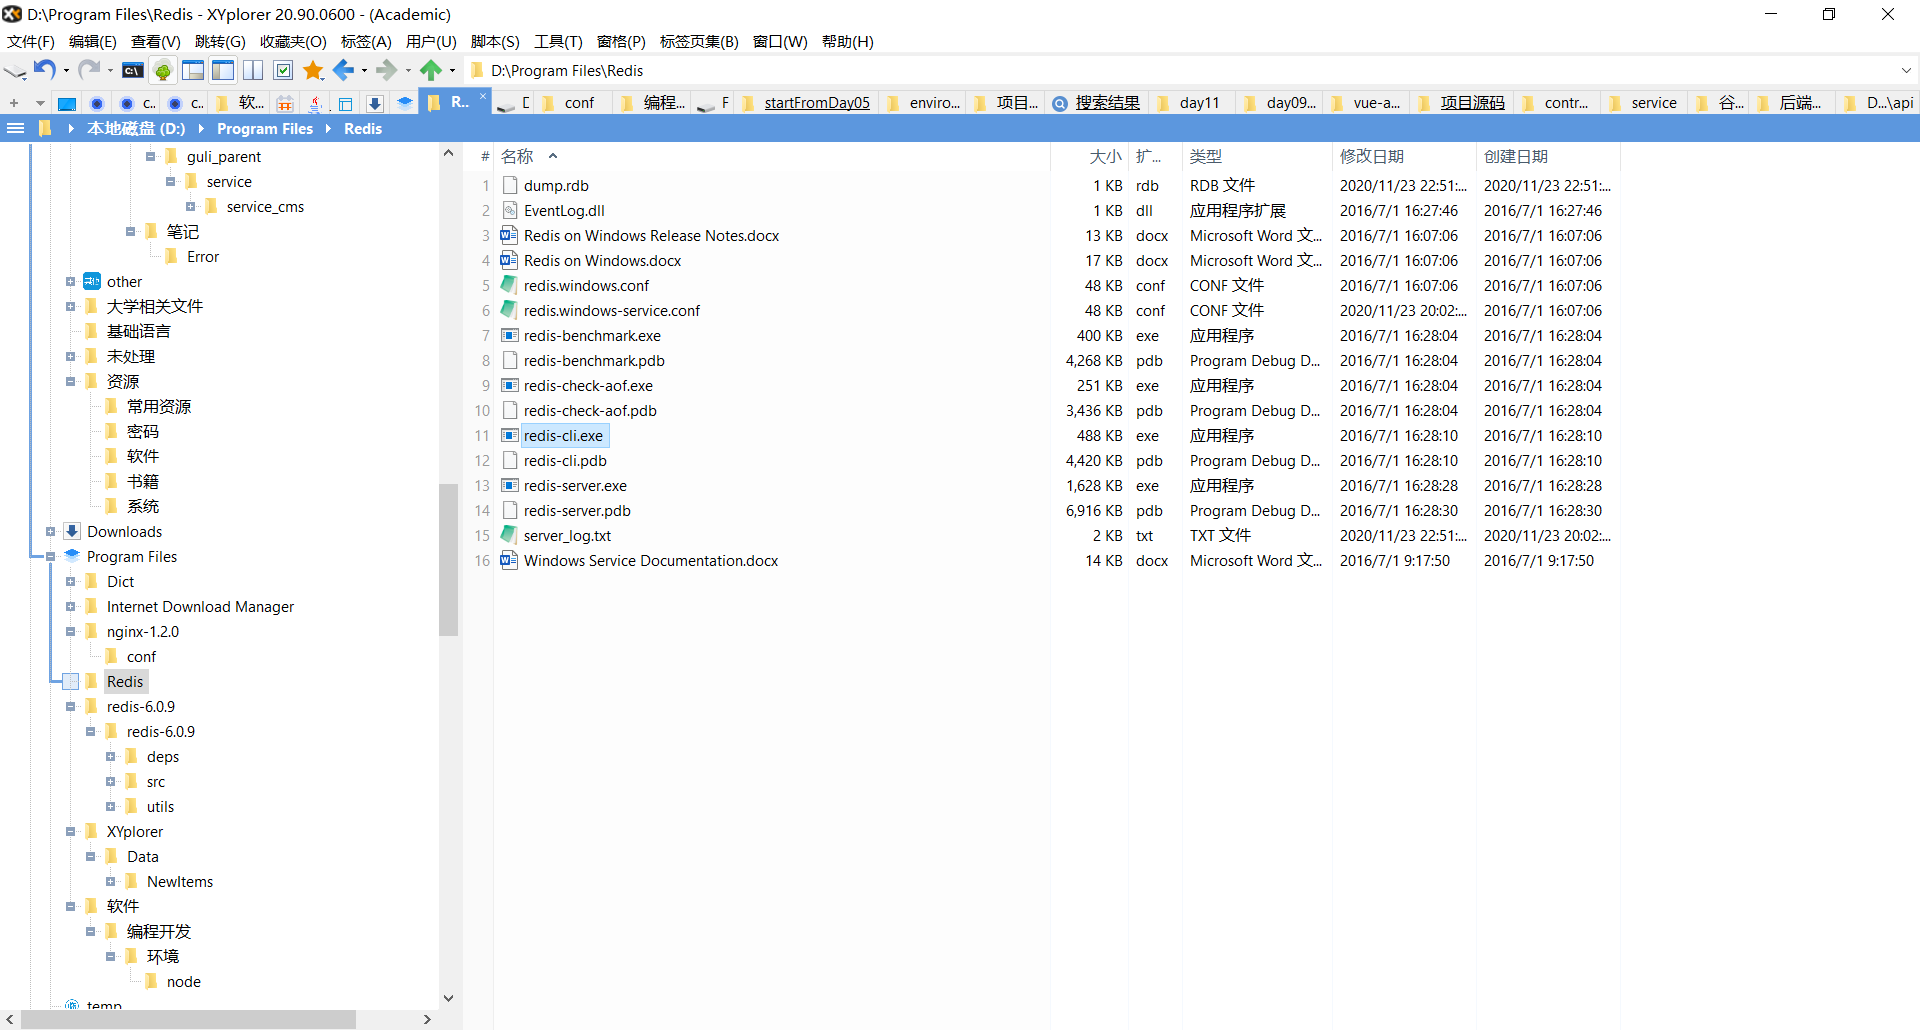 D:\Program Files\Redis - XYplorer 20.90.0600 - (Academic)
文件(F) 编辑(E) 查看(V) 跳转(G) 收藏夹(O) 标签(A) 用户(U) 脚本(S) 工具(T) 窗格(P) 标签页集(B) 窗口(W) 帮助(H)
D:\Program Files\Redis
c.. c.. 软... R.. conf 编程... F startFromDay05 enviro... 项目... 搜索结果 day11 day09... vue-a... 项目源码 contr... service 谷... 后端... D...\api
本地磁盘 (D:) Program Files Redis
guli_parent
service
service_cms
笔记
Error
other
大学相关文件
基础语言
未处理
资源
常用资源
密码
软件
书籍
系统
Downloads
Program Files
Dict
Internet Download Manager
nginx-1.2.0
conf
Redis
redis-6.0.9
redis-6.0.9
deps
src
utils
XYplorer
Data
NewItems
软件
编程开发
环境
node
temp
# 名称 大小 扩... 类型 修改日期 创建日期
1 dump.rdb 1 KB rdb RDB 文件 2020/11/23 22:51:... 2020/11/23 22:51:...
2 EventLog.dll 1 KB dll 应用程序扩展 2016/7/1 16:27:46 2016/7/1 16:27:46
3 Redis on Windows Release Notes.docx 13 KB docx Microsoft Word 文... 2016/7/1 16:07:06 2016/7/1 16:07:06
4 Redis on Windows.docx 17 KB docx Microsoft Word 文... 2016/7/1 16:07:06 2016/7/1 16:07:06
5 redis.windows.conf 48 KB conf CONF 文件 2016/7/1 16:07:06 2016/7/1 16:07:06
6 redis.windows-service.conf 48 KB conf CONF 文件 2020/11/23 20:02:... 2016/7/1 16:07:06
7 redis-benchmark.exe 400 KB exe 应用程序 2016/7/1 16:28:04 2016/7/1 16:28:04
8 redis-benchmark.pdb 4,268 KB pdb Program Debug D... 2016/7/1 16:28:04 2016/7/1 16:28:04
9 redis-check-aof.exe 251 KB exe 应用程序 2016/7/1 16:28:04 2016/7/1 16:28:04
10 redis-check-aof.pdb 3,436 KB pdb Program Debug D... 2016/7/1 16:28:04 2016/7/1 16:28:04
11 redis-cli.exe 488 KB exe 应用程序 2016/7/1 16:28:10 2016/7/1 16:28:10
12 redis-cli.pdb 4,420 KB pdb Program Debug D... 2016/7/1 16:28:10 2016/7/1 16:28:10
13 redis-server.exe 1,628 KB exe 应用程序 2016/7/1 16:28:28 2016/7/1 16:28:28
14 redis-server.pdb 6,916 KB pdb Program Debug D... 2016/7/1 16:28:30 2016/7/1 16:28:30
15 server_log.txt 2 KB txt TXT 文件 2020/11/23 22:51:... 2020/11/23 20:02:...
16 Windows Service Documentation.docx 14 KB docx Microsoft Word 文... 2016/7/1 9:17:50 2016/7/1 9:17:50